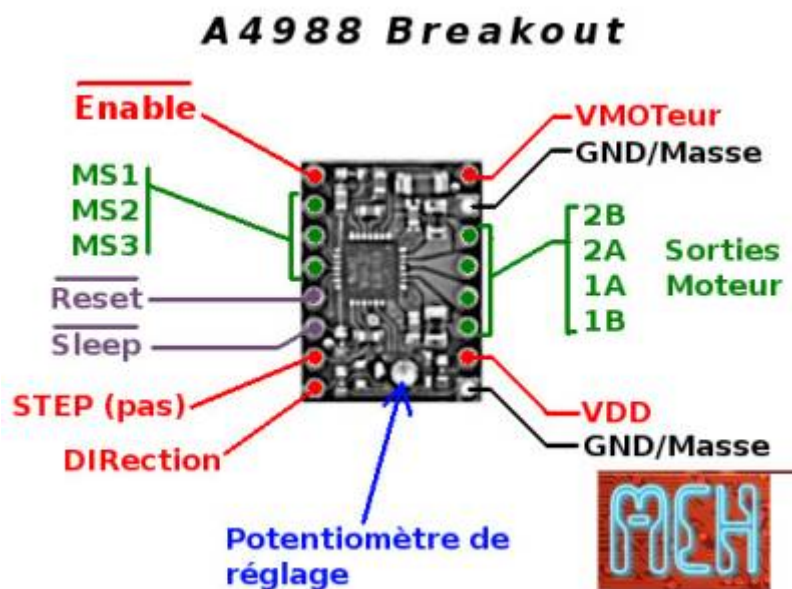 A4988 Breakout
Enable
MS1
MS2
MS3
Reset
Sleep
STEP (pas)
DIRection
VMOTeur
GND/Masse
2B
2A Sorties
1A Moteur
1B
VDD
GND/Masse
Potentiomètre de
réglage
MCH